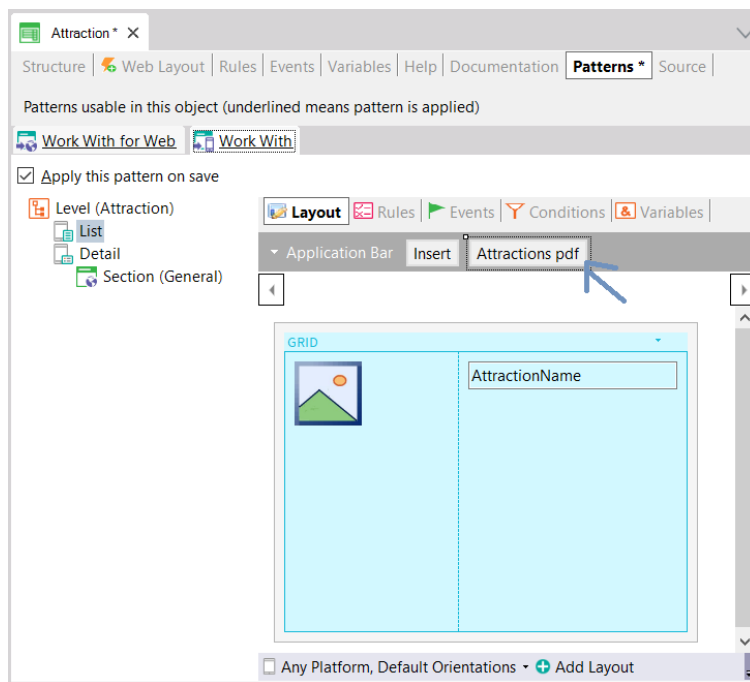 Attraction *
Structure Web Layout Rules Events Variables Help Documentation Patterns * Source
Patterns usable in this object (underlined means pattern is applied)
Work With for Web Work With
Apply this pattern on save
Level (Attraction)
List
Detail
Section (General)
Layout Rules Events Conditions Variables
Application Bar Insert Attractions pdf
GRID
AttractionName
Any Platform, Default Orientations Add Layout